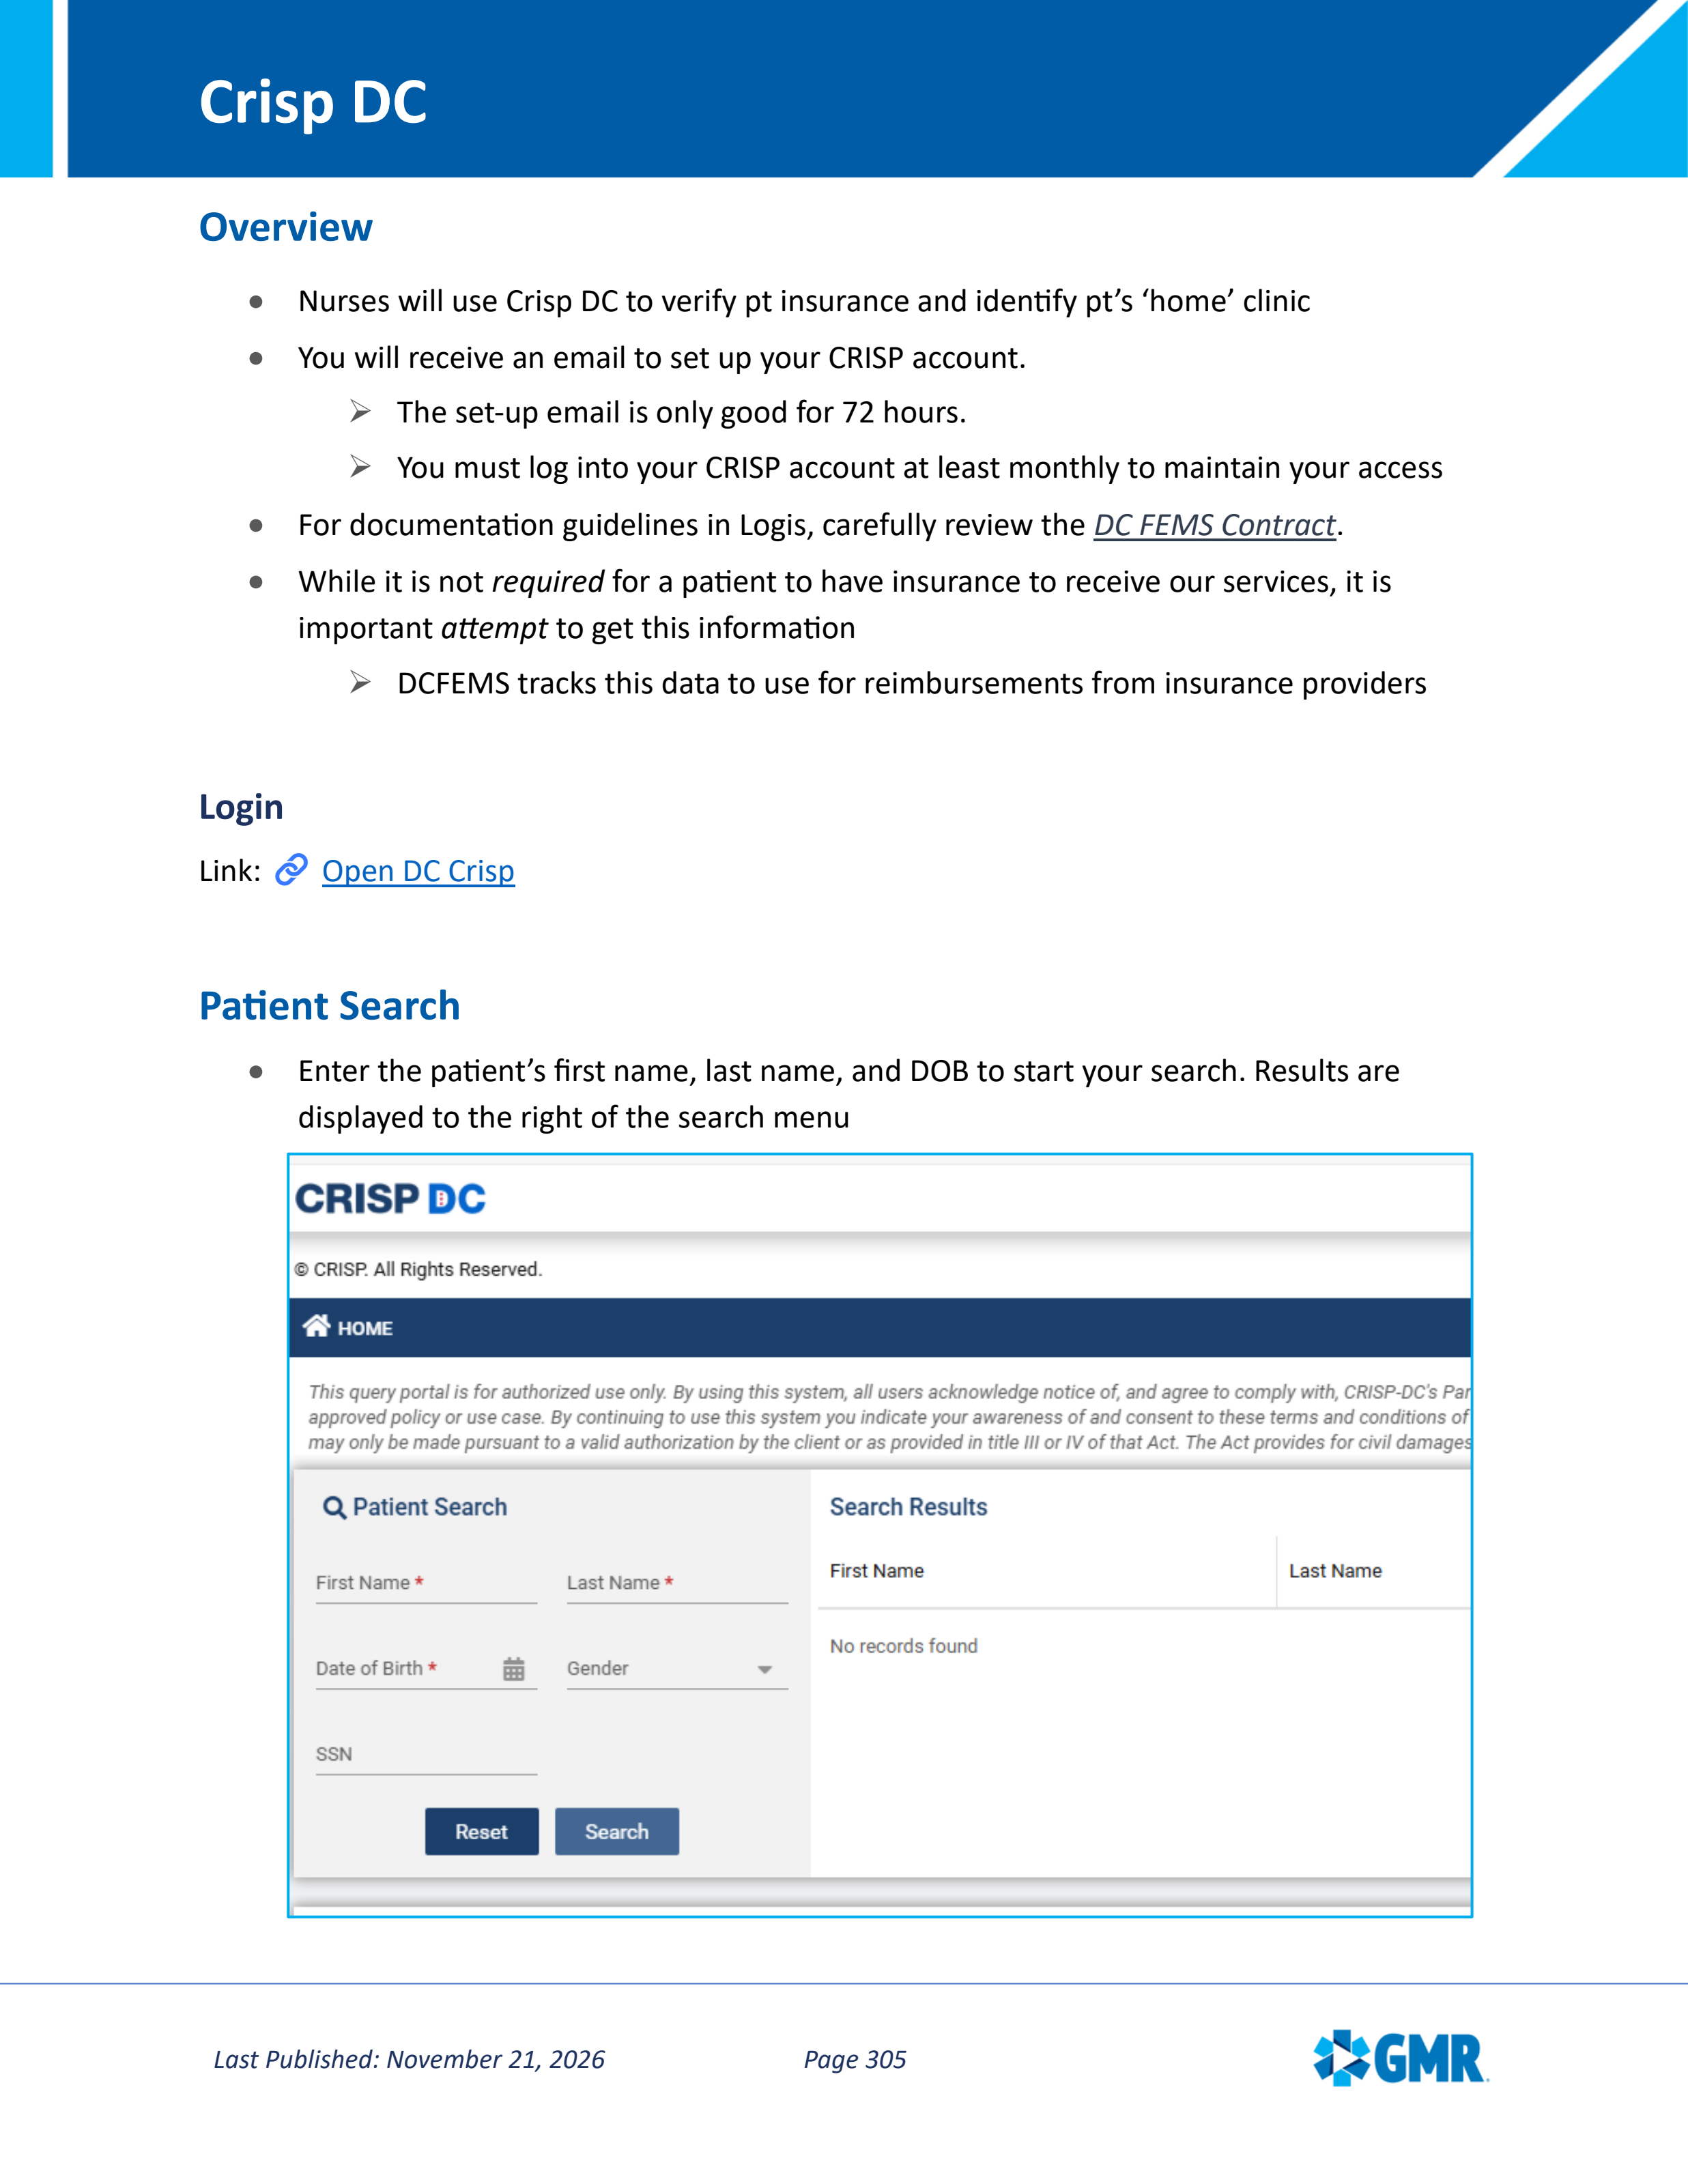 Crisp DC
Overview
● Nurses will use Crisp DC to verify pt insurance and identify pt’s ‘home’ clinic
● You will receive an email to set up your CRISP account.
➢ The set-up email is only good for 72 hours.
➢ You must log into your CRISP account at least monthly to maintain your access
● For documentation guidelines in Logis, carefully review the DC FEMS Contract.
● While it is not required for a patient to have insurance to receive our services, it is
important attempt to get this information
➢ DCFEMS tracks this data to use for reimbursements from insurance providers
Login
Link: Open DC Crisp
Patient Search
● Enter the patient’s first name, last name, and DOB to start your search. Results are
displayed to the right of the search menu
CRISP DC
© CRISP. All Rights Reserved.
HOME
This query portal is for authorized use only. By using this system, all users acknowledge notice of, and agree to comply with, CRISP-DC's Par
approved policy or use case. By continuing to use this system you indicate your awareness of and consent to these terms and conditions of
may only be made pursuant to a valid authorization by the client or as provided in title III or IV of that Act. The Act provides for civil damages
Patient Search
First Name * Last Name *
Date of Birth * Gender
SSN
Reset Search
Search Results
First Name Last Name
No records found
Last Published: November 21, 2026 Page 305
GMR